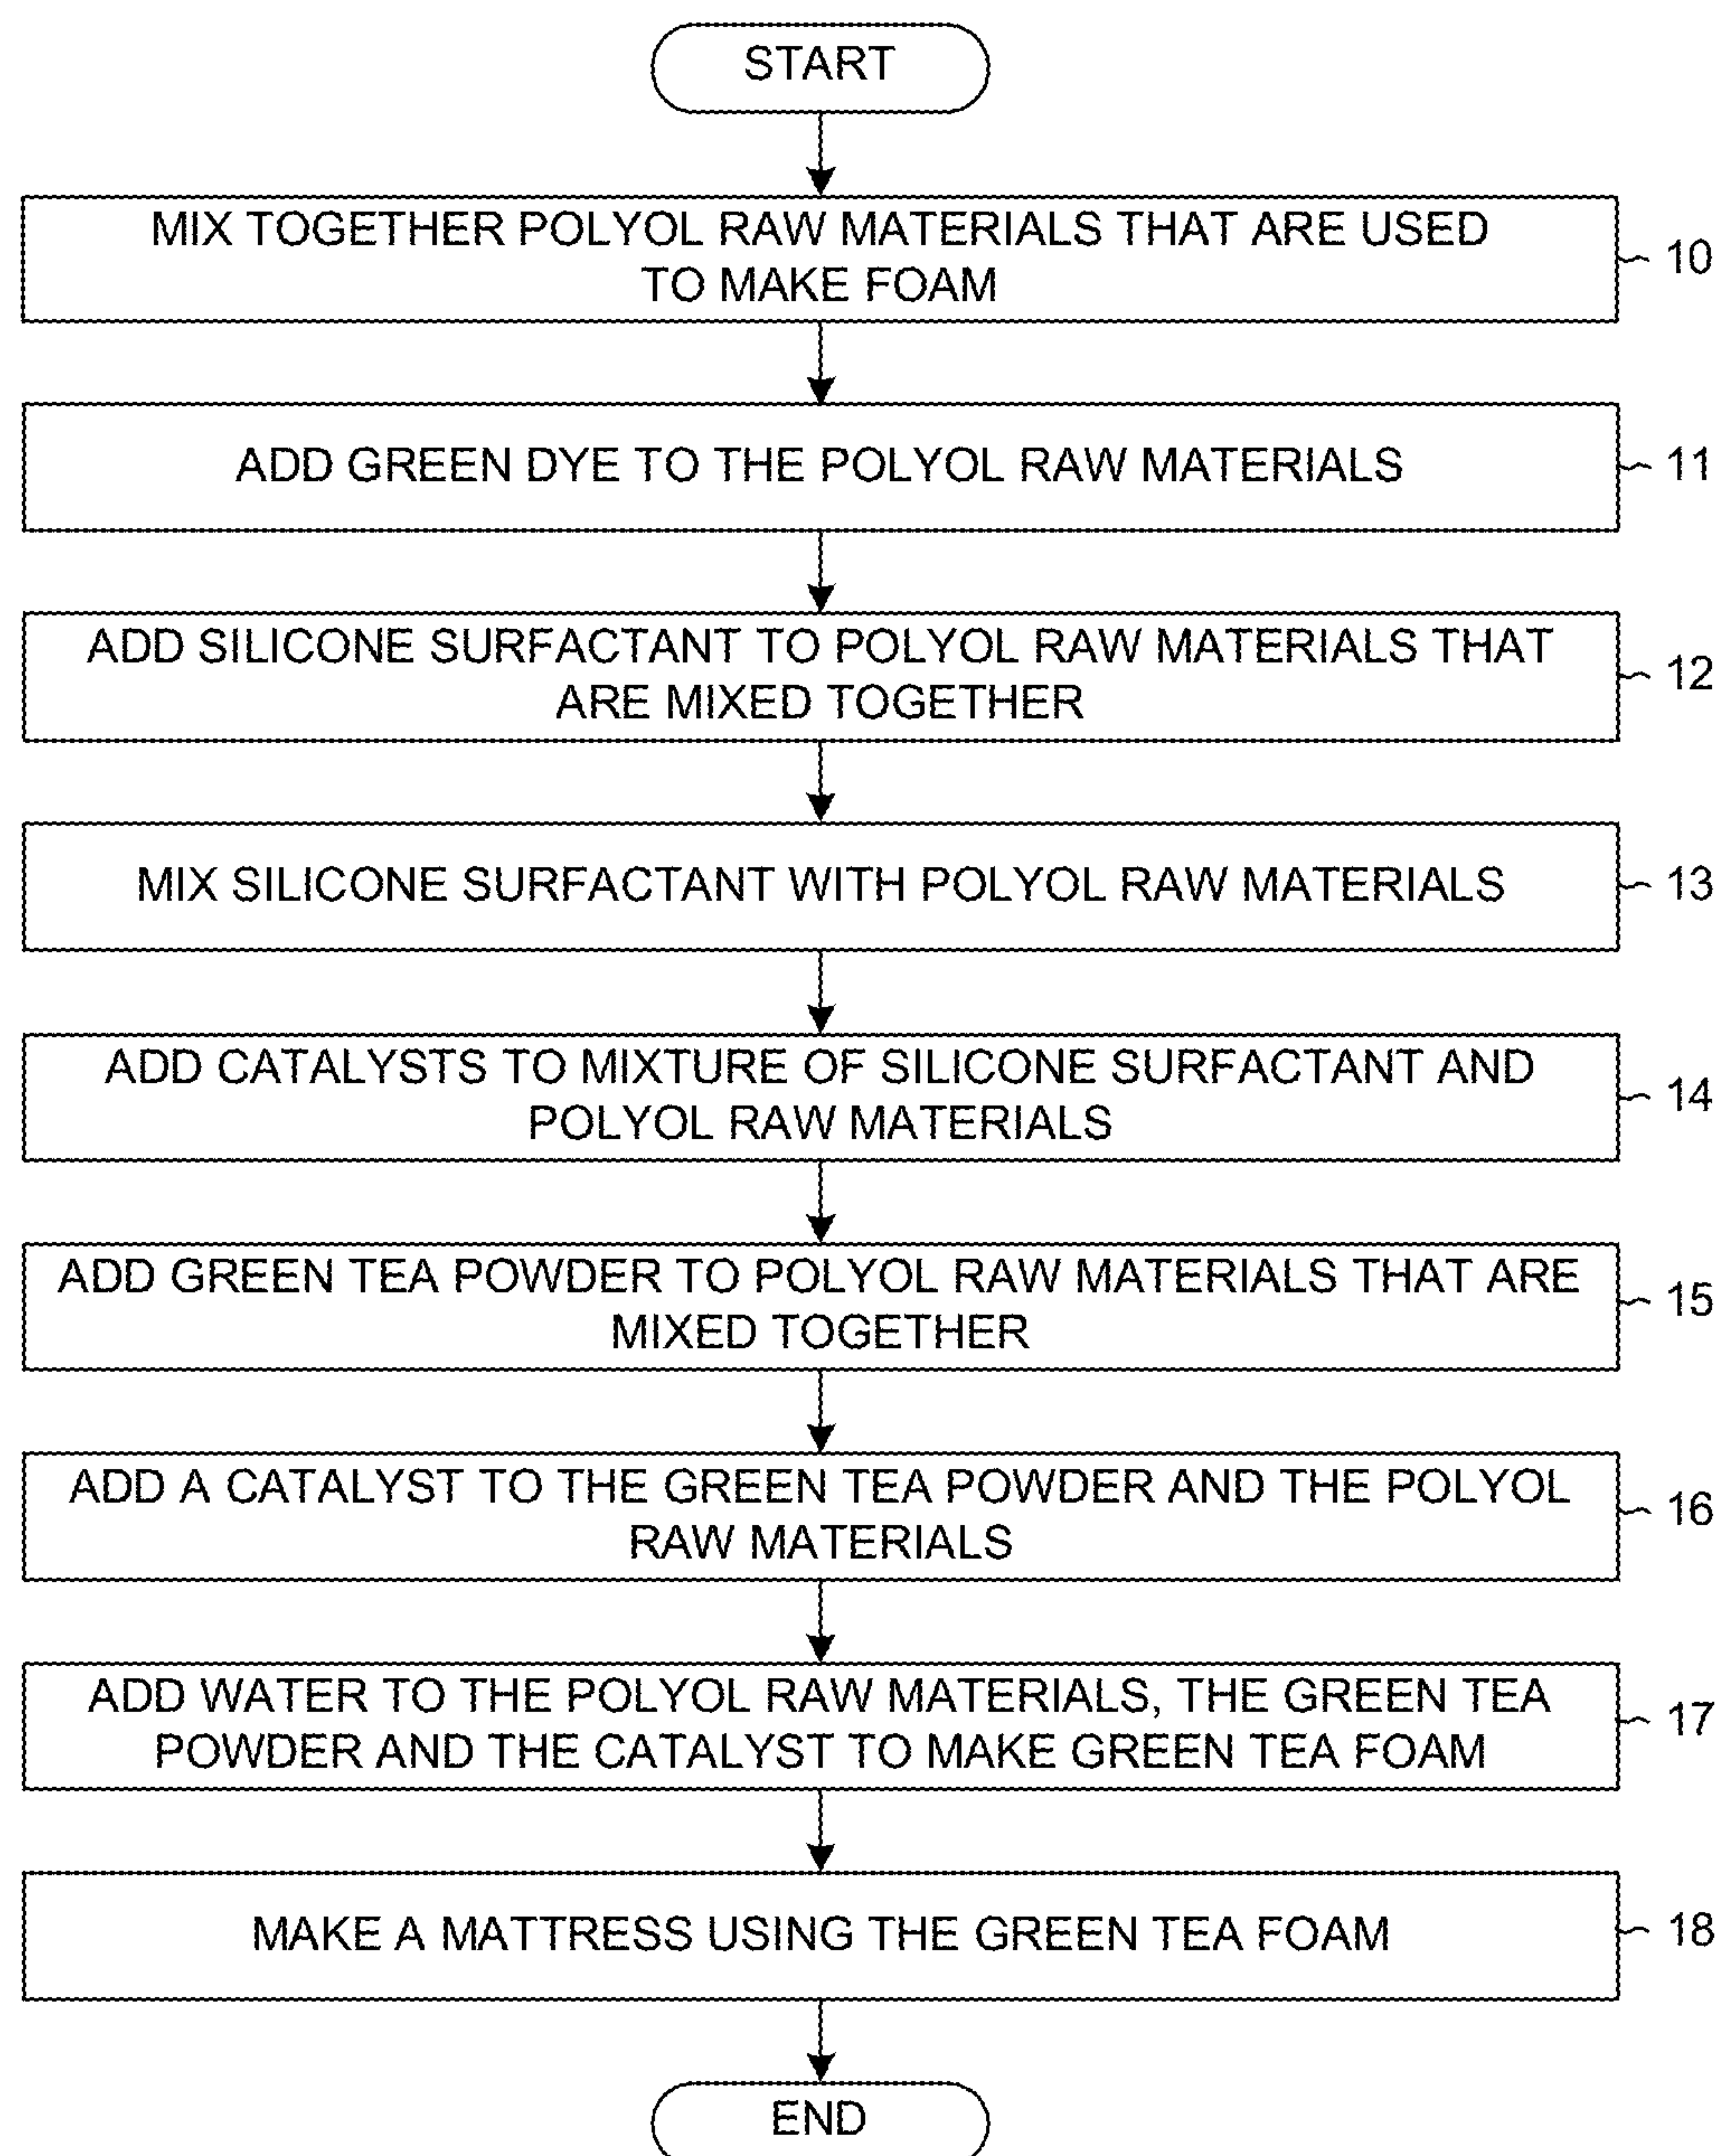 START
MIX TOGETHER POLYOL RAW MATERIALS THAT ARE USED
TO MAKE FOAM
10
ADD GREEN DYE TO THE POLYOL RAW MATERIALS
11
ADD SILICONE SURFACTANT TO POLYOL RAW MATERIALS THAT
ARE MIXED TOGETHER
12
MIX SILICONE SURFACTANT WITH POLYOL RAW MATERIALS
13
ADD CATALYSTS TO MIXTURE OF SILICONE SURFACTANT AND
POLYOL RAW MATERIALS
14
ADD GREEN TEA POWDER TO POLYOL RAW MATERIALS THAT ARE
MIXED TOGETHER
15
ADD A CATALYST TO THE GREEN TEA POWDER AND THE POLYOL
RAW MATERIALS
16
ADD WATER TO THE POLYOL RAW MATERIALS, THE GREEN TEA
POWDER AND THE CATALYST TO MAKE GREEN TEA FOAM
17
MAKE A MATTRESS USING THE GREEN TEA FOAM
18
END